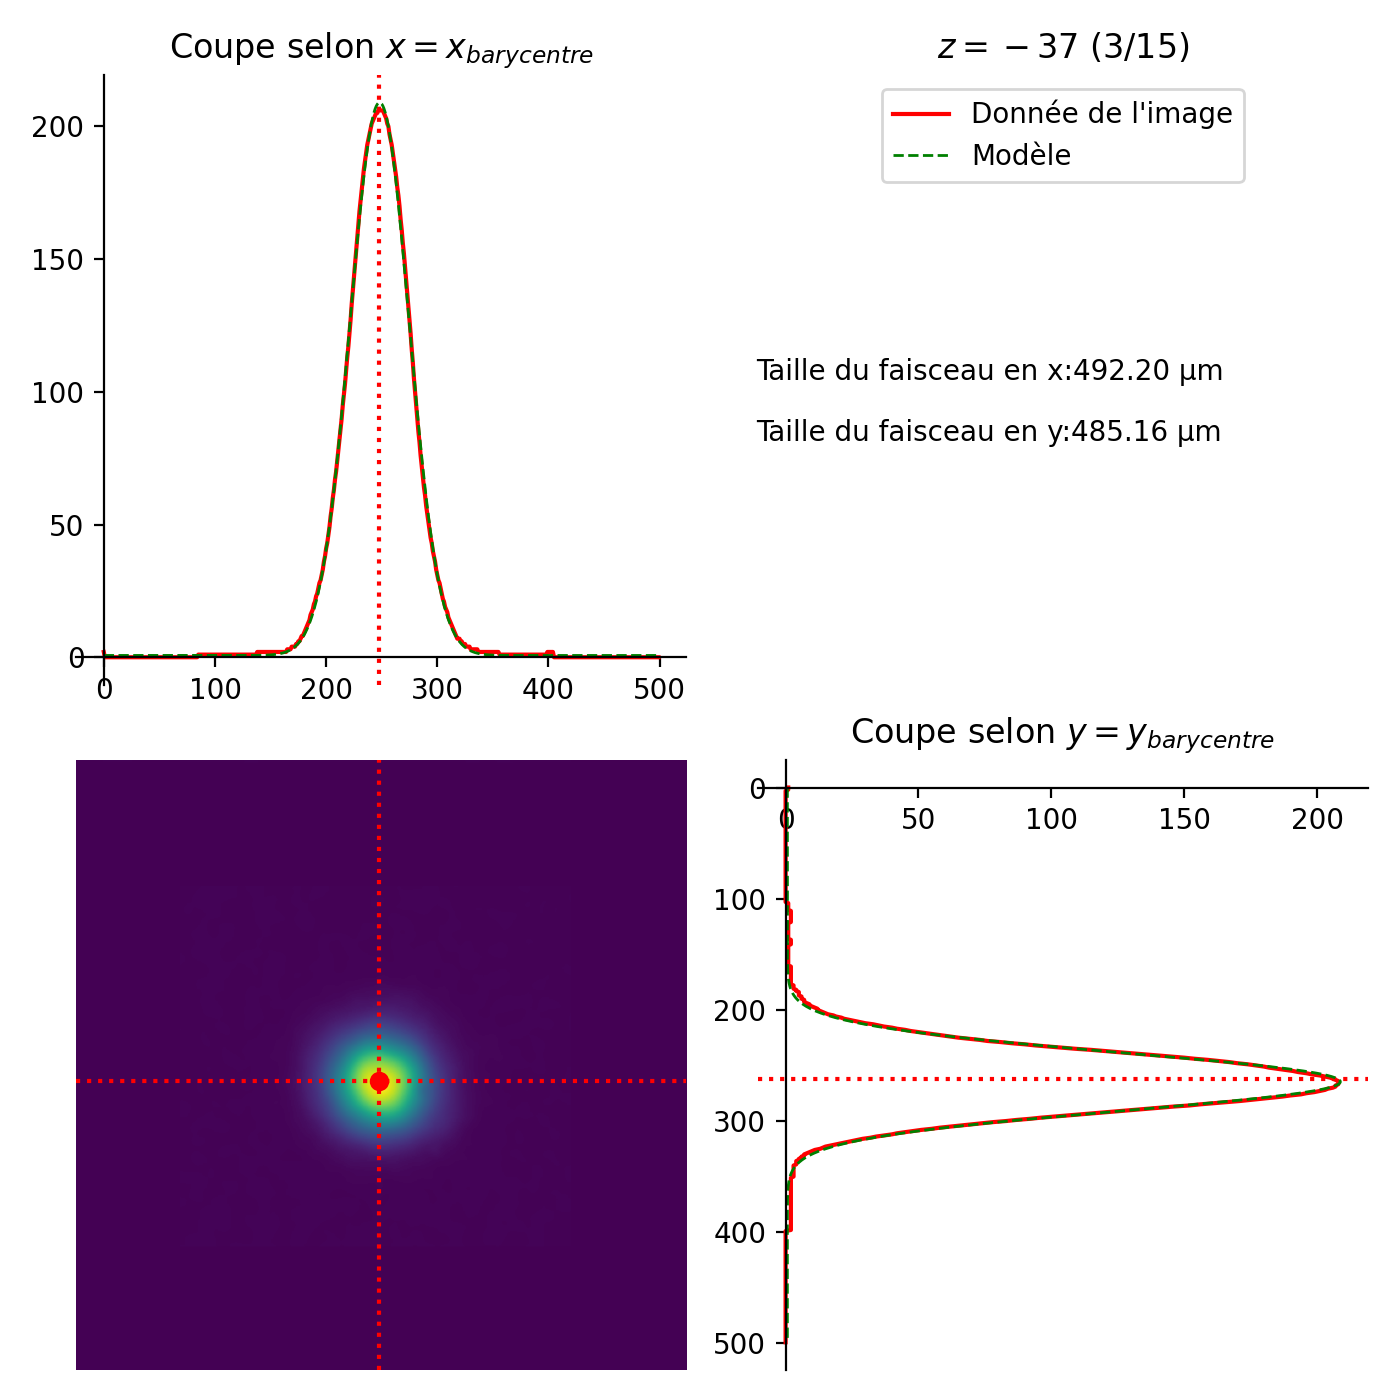 Coupe selon x = x_barycentre
200
150
100
50
0
0 100 200 300 400 500
z = −37 (3/15)
Donnée de l'image
Modèle
Taille du faisceau en x:492.20 µm
Taille du faisceau en y:485.16 µm
Coupe selon y = y_barycentre
0
0 50 100 150 200
100
200
300
400
500